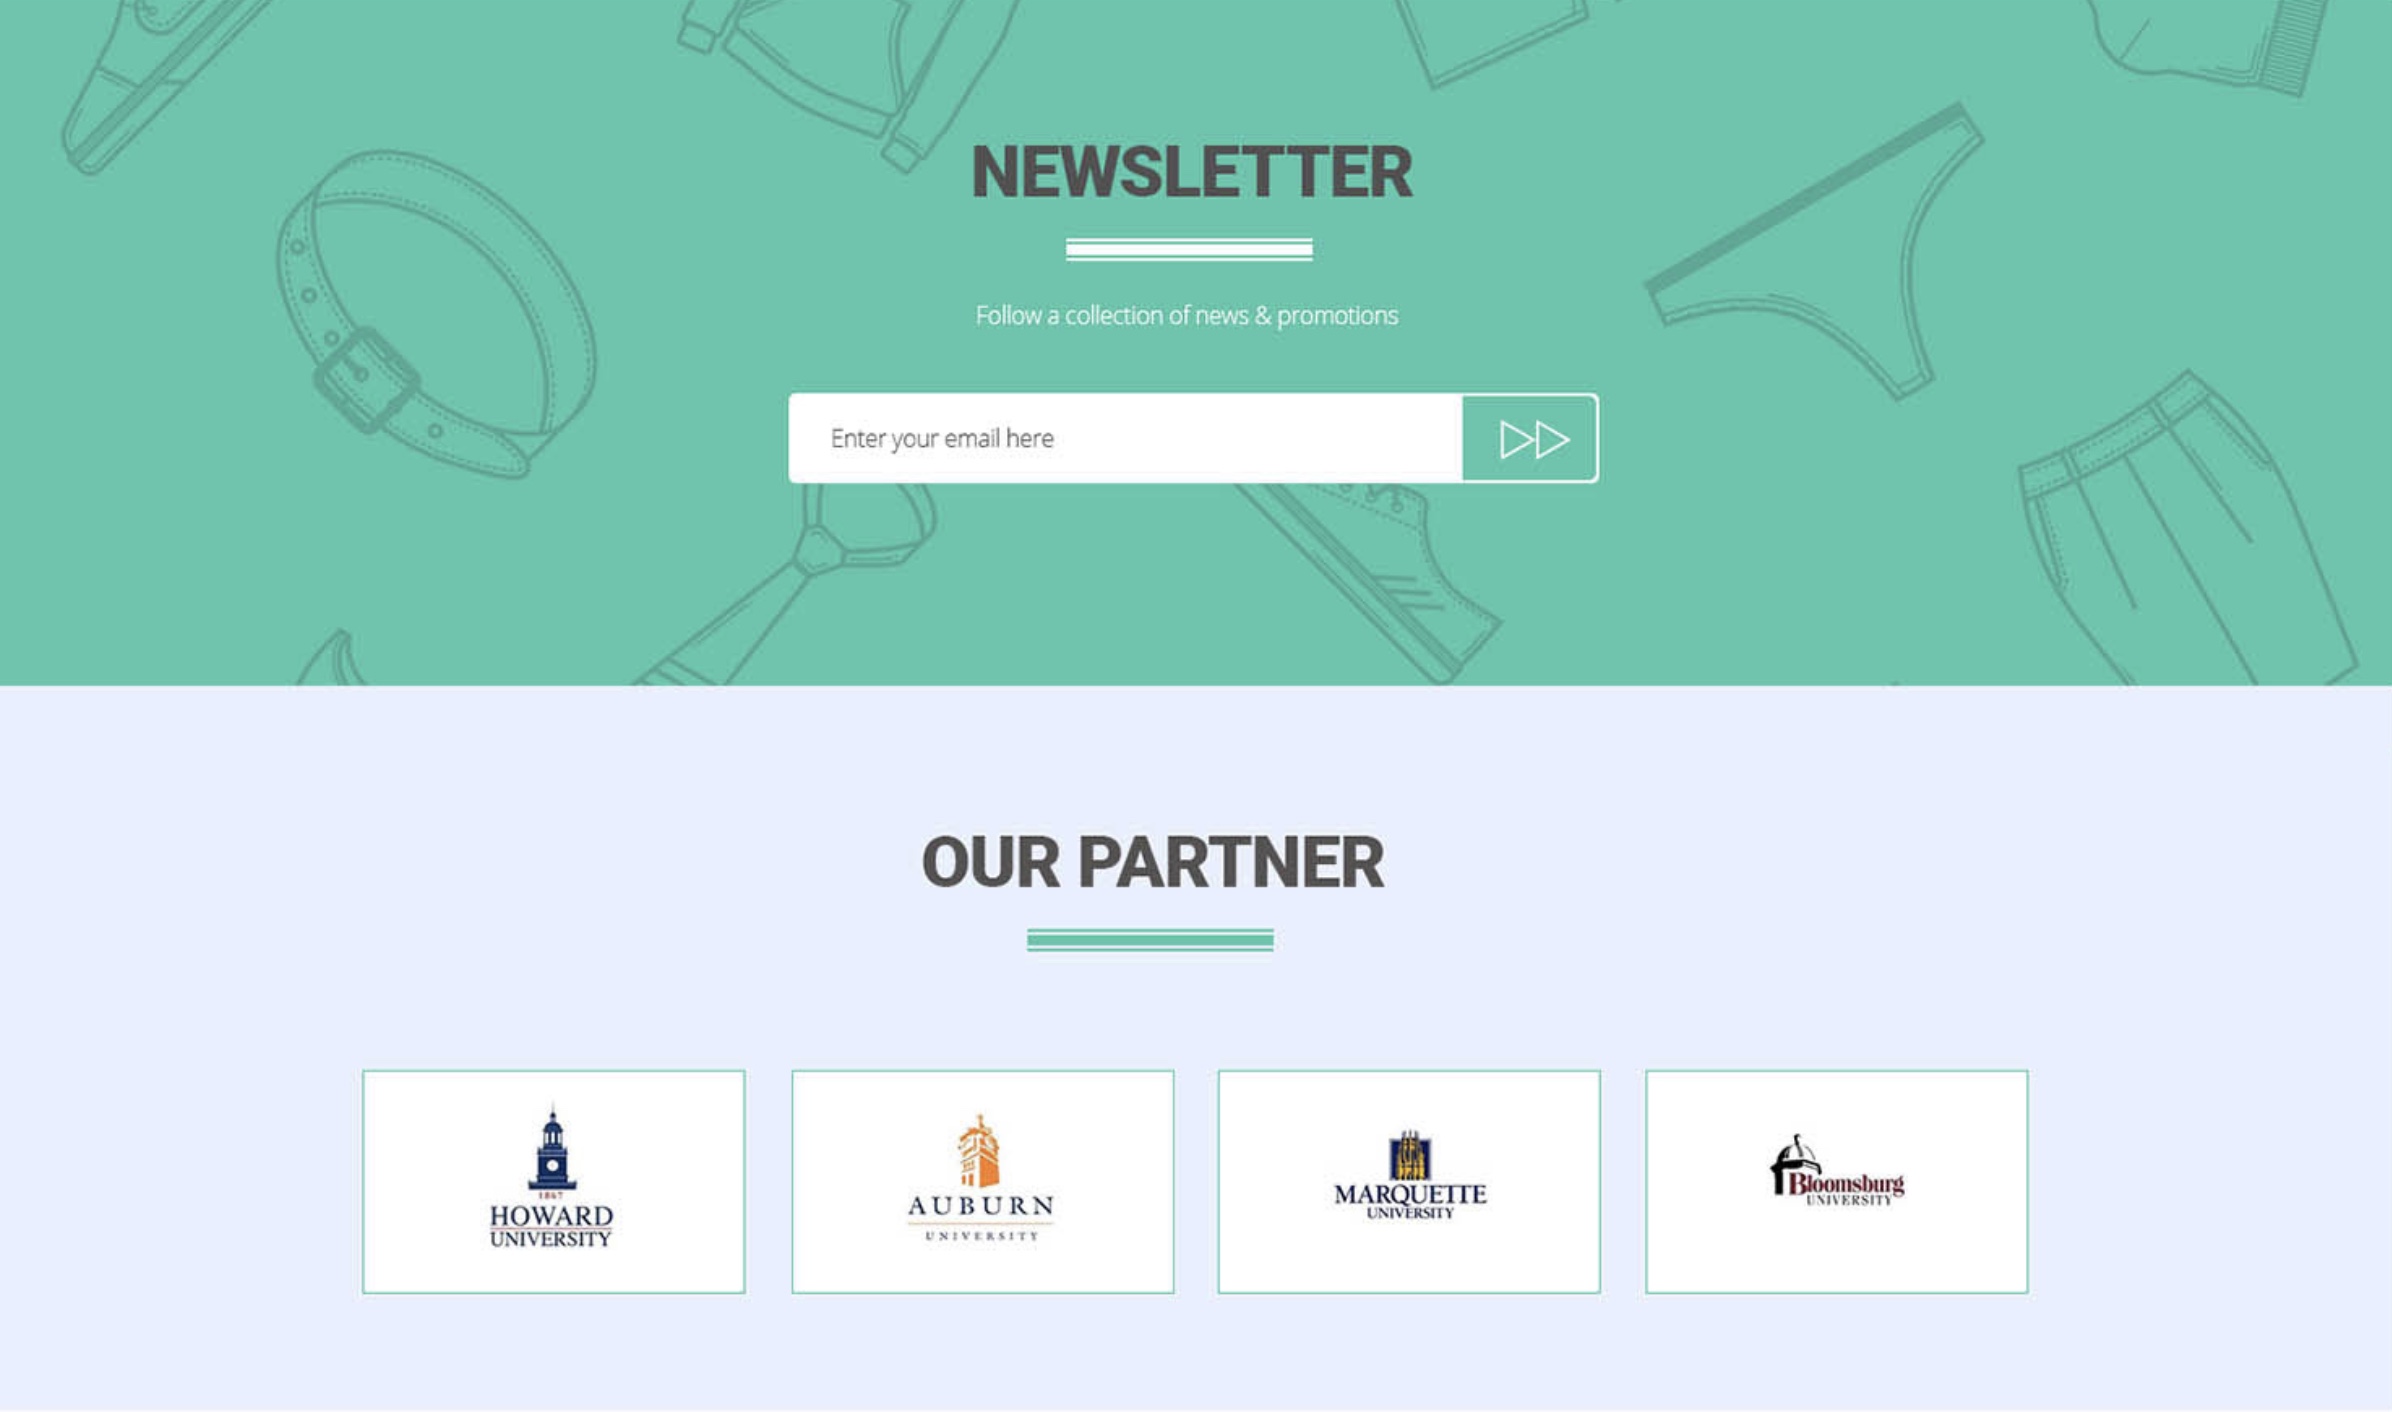 NEWSLETTER
Follow a collection of news & promotions
Enter your email here
OUR PARTNER
1867
HOWARD
UNIVERSITY
AUBURN
UNIVERSITY
MARQUETTE
UNIVERSITY
Bloomsburg
UNIVERSITY